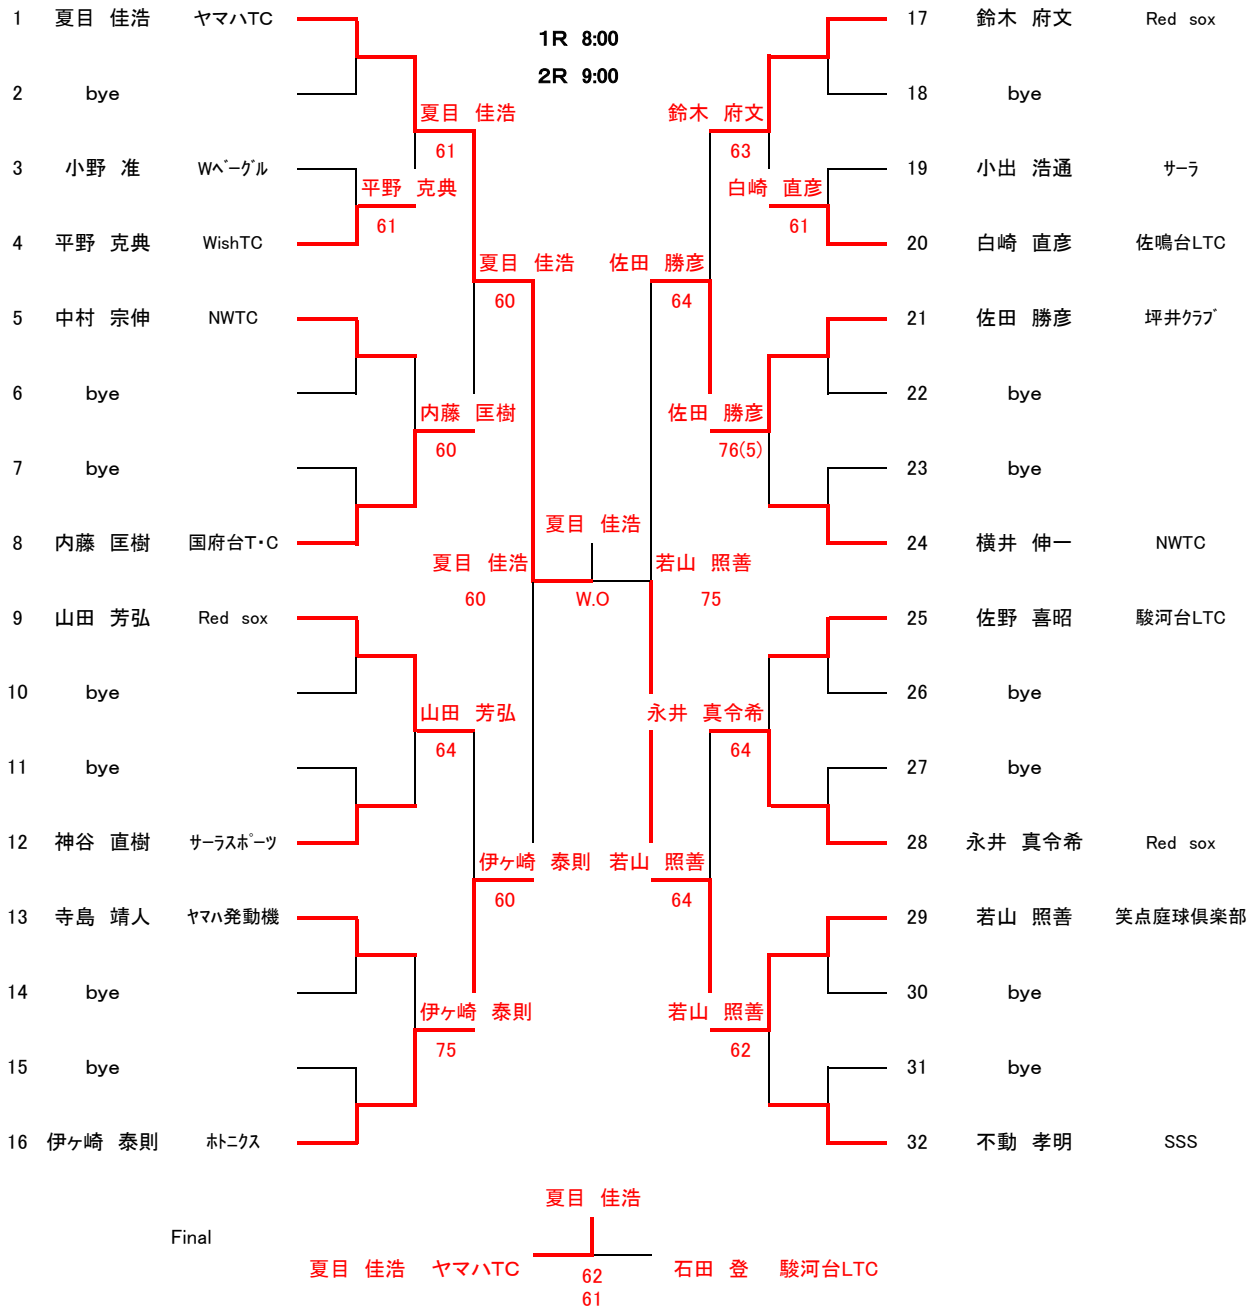 1 夏目 佳浩 ヤマハTC
2 bye
3 小野 准 Wベーグル
4 平野 克典 WishTC
5 中村 宗伸 NWTC
6 bye
7 bye
8 内藤 匡樹 国府台T・C
9 山田 芳弘 Red sox
10 bye
11 bye
12 神谷 直樹 サーラスポーツ
13 寺島 靖人 ヤマハ発動機
14 bye
15 bye
16 伊ヶ崎 泰則 ホトニクス
1R 8:00
2R 9:00
夏目 佳浩
61
平野 克典
61
夏目 佳浩
60
内藤 匡樹
60
夏目 佳浩
60
山田 芳弘
64
伊ヶ崎 泰則
60
伊ヶ崎 泰則
75
夏目 佳浩
W.O
鈴木 府文
63
白崎 直彦
61
佐田 勝彦
64
佐田 勝彦
76(5)
若山 照善
75
永井 真令希
64
若山 照善
64
若山 照善
62
17 鈴木 府文 Red sox
18 bye
19 小出 浩通 サーラ
20 白崎 直彦 佐鳴台LTC
21 佐田 勝彦 坪井クラブ
22 bye
23 bye
24 横井 伸一 NWTC
25 佐野 喜昭 駿河台LTC
26 bye
27 bye
28 永井 真令希 Red sox
29 若山 照善 笑点庭球倶楽部
30 bye
31 bye
32 不動 孝明 SSS
Final
夏目 佳浩
夏目 佳浩 ヤマハTC
62
61
石田 登 駿河台LTC